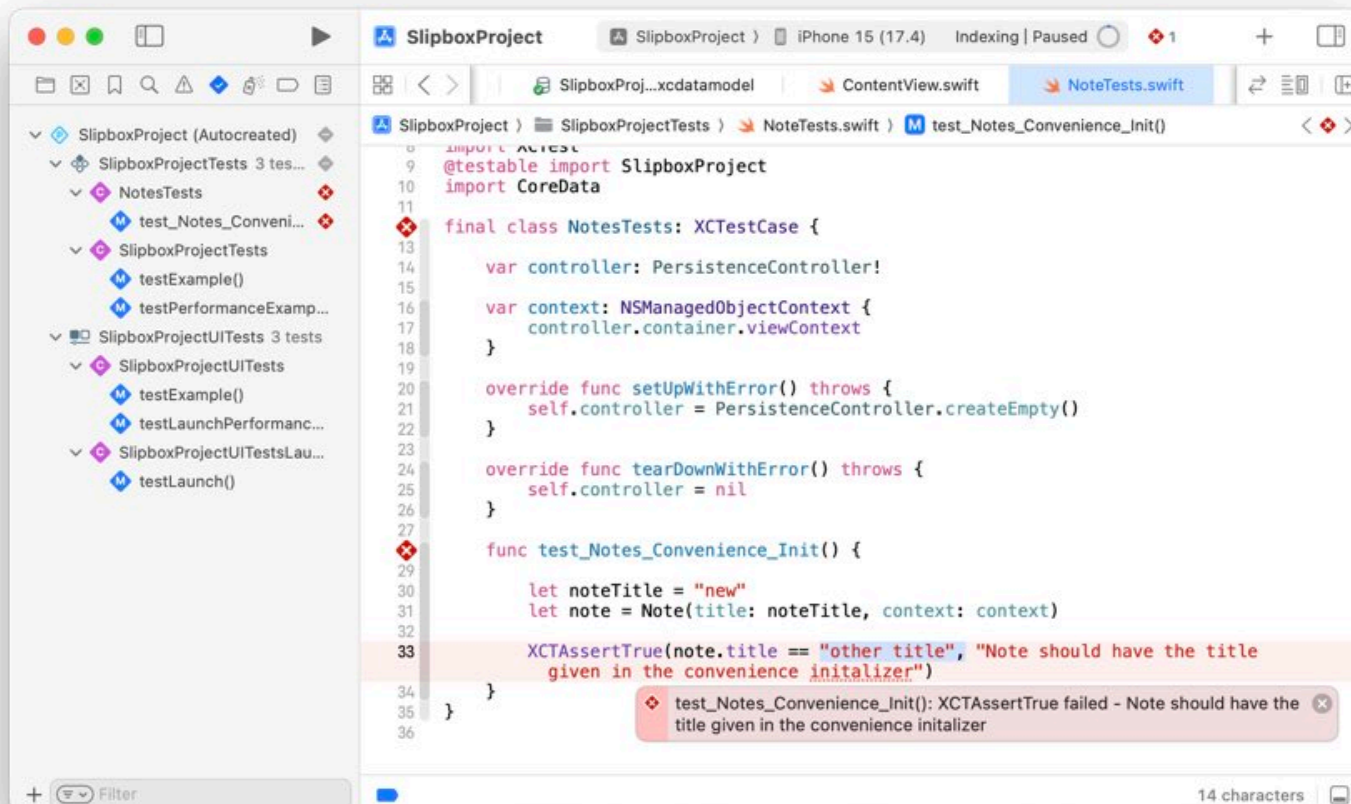 SlipboxProject
SlipboxProject ⟩ iPhone 15 (17.4) Indexing | Paused 1
SlipboxProj...xcdatamodel ContentView.swift NoteTests.swift
SlipboxProject ⟩ SlipboxProjectTests ⟩ NoteTests.swift ⟩ M test_Notes_Convenience_Init()
SlipboxProject (Autocreated)
SlipboxProjectTests 3 tes...
C NotesTests
M test_Notes_Conveni...
C SlipboxProjectTests
M testExample()
M testPerformanceExamp...
SlipboxProjectUITests 3 tests
C SlipboxProjectUITests
M testExample()
M testLaunchPerformanc...
C SlipboxProjectUITestsLau...
M testLaunch()
Filter
8 import XCTest
9 @testable import SlipboxProject
10 import CoreData
11
final class NotesTests: XCTestCase {
13
14 var controller: PersistenceController!
15
16 var context: NSManagedObjectContext {
17 controller.container.viewContext
18 }
19
20 override func setUpWithError() throws {
21 self.controller = PersistenceController.createEmpty()
22 }
23
24 override func tearDownWithError() throws {
25 self.controller = nil
26 }
27
func test_Notes_Convenience_Init() {
29
30 let noteTitle = "new"
31 let note = Note(title: noteTitle, context: context)
32
33 XCTAssertTrue(note.title == "other title", "Note should have the title
given in the convenience initalizer")
34 }
35 }
36
test_Notes_Convenience_Init(): XCTAssertTrue failed - Note should have the
title given in the convenience initalizer
14 characters